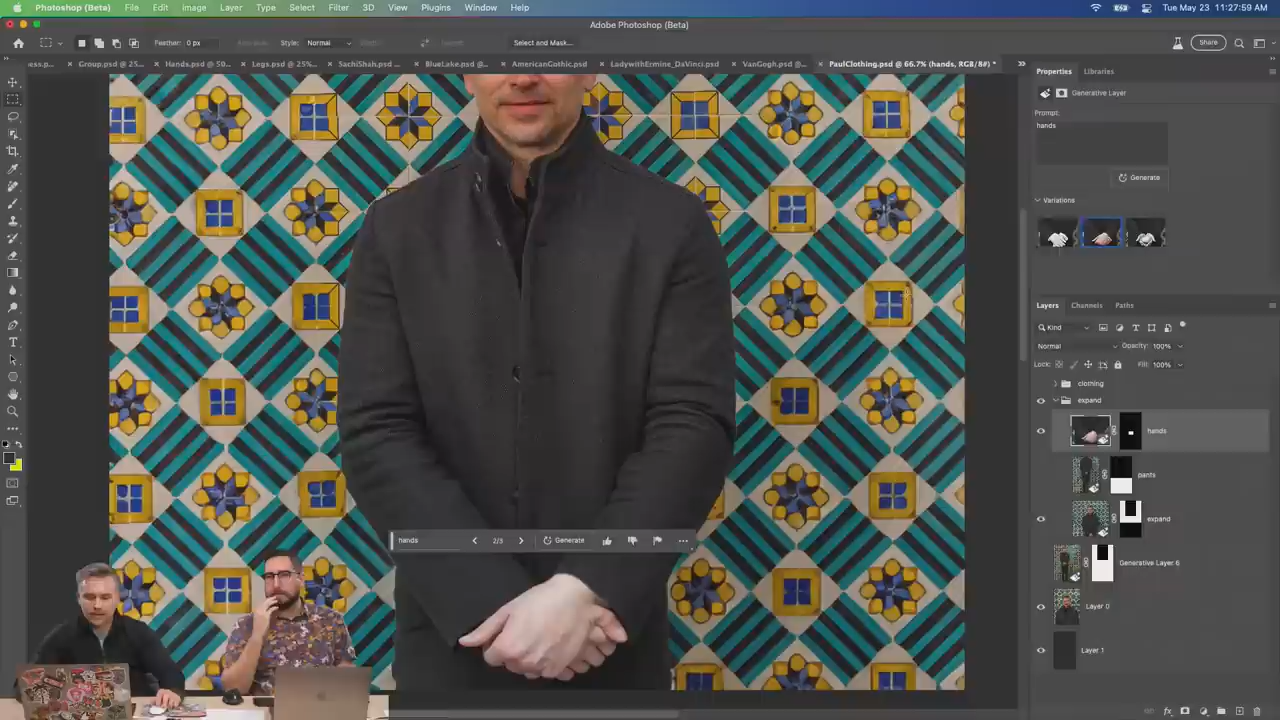 Photoshop (Beta) File Edit Image Layer Type Select Filter 3D View Plugins Window Help Tue May 23 11:27:59 AM
Adobe Photoshop (Beta)
Feather: 0 px Style: Normal Select and Mask... Share
Group.psd @ 25... Hands.psd @ 50... Legs.psd @ 25%... SachiShah.psd ... BlueLake.psd @... AmericanGothic.psd LadywithErmine_DaVinci.psd VanGogh.psd @... PaulClothing.psd @ 66.7% (hands, RGB/8#) *
Properties Libraries
Generative Layer
Prompt:
hands
Generate
Variations
Layers Channels Paths
Kind
Normal Opacity: 100%
Lock: Fill: 100%
clothing
expand
hands
pants
expand
Generative Layer 6
Layer 0
Layer 1
hands 2/3 Generate ...